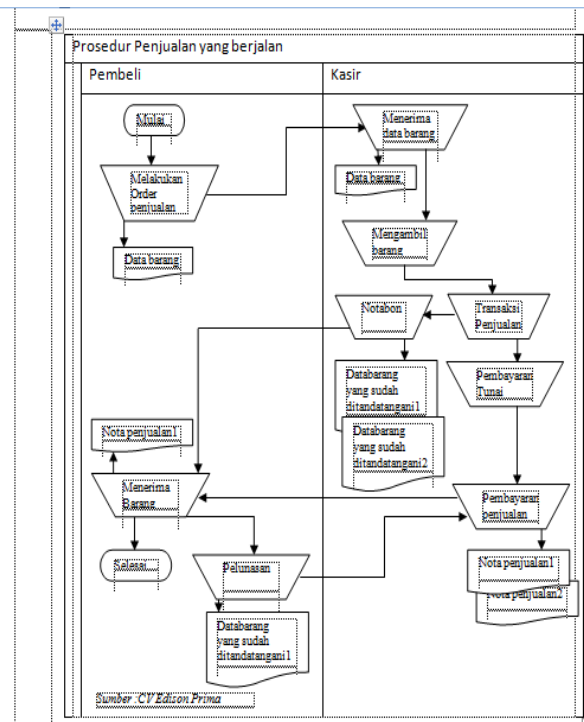 Prosedur Penjualan yang berjalan
Pembeli
Kasir
Mulai
Menerima
data barang
Melakukan
Order
penjualan
Data barang
Data barang
Mengambil
barang
Notabon
Transaksi
Penjualan
Databarang
yang sudah
ditandatangani1
Pembayaran
Tunai
Databarang
yang sudah
ditandatangani2
Nota penjualan1
Menerima
Barang
Pembayaran
penjualan
Selesai
Pelunasan
Nota penjualan1
Nota penjualan2
Databarang
yang sudah
ditandatangani1
Sumber :CV Edison Prima